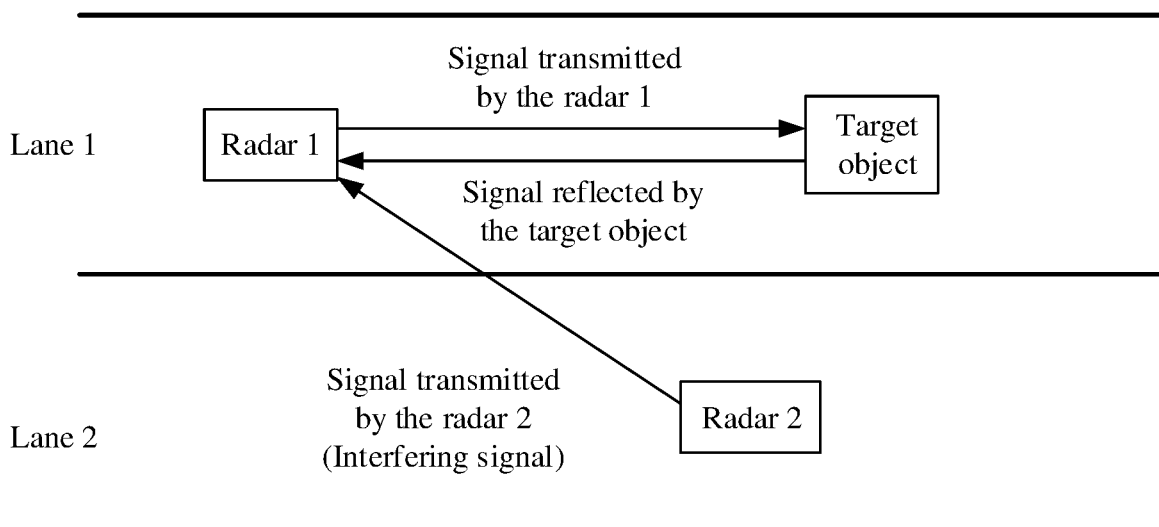 Signal transmitted
by the radar 1
Lane 1
Radar 1
Target
object
Signal reflected by
the target object
Signal transmitted
by the radar 2
(Interfering signal)
Radar 2
Lane 2